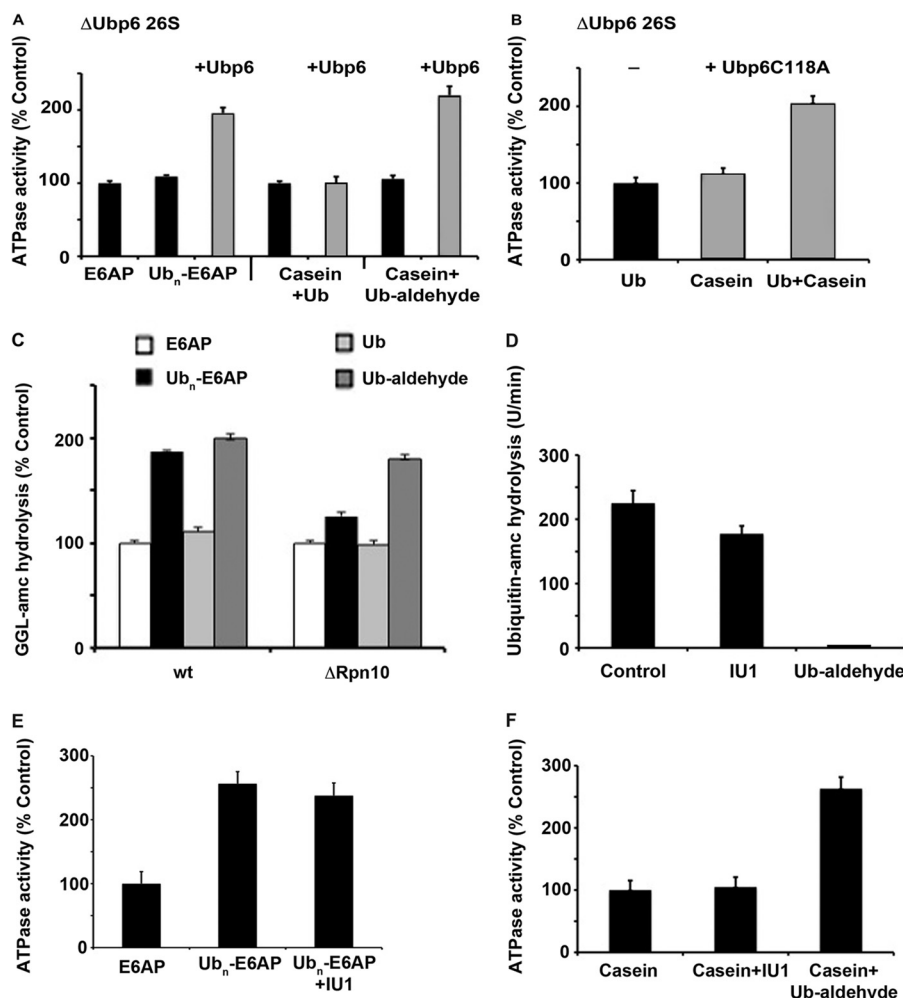 A
ΔUbp6 26S
+Ubp6 +Ubp6 +Ubp6
ATPase activity (% Control)
200
100
0
E6AP Ubn-E6AP Casein +Ub Casein+ Ub-aldehyde
B
ΔUbp6 26S
– + Ubp6C118A
ATPase activity (% Control)
200
100
0
Ub Casein Ub+Casein
C
E6AP Ub
Ubn-E6AP Ub-aldehyde
GGL-amc hydrolysis (% Control)
200
100
0
wt ΔRpn10
D
Ubiquitin-amc hydrolysis (U/min)
300
200
100
0
Control IU1 Ub-aldehyde
E
ATPase activity (% Control)
300
200
100
0
E6AP Ubn-E6AP Ubn-E6AP
+IU1
F
ATPase activity (% Control)
300
200
100
0
Casein Casein+IU1 Casein+
Ub-aldehyde